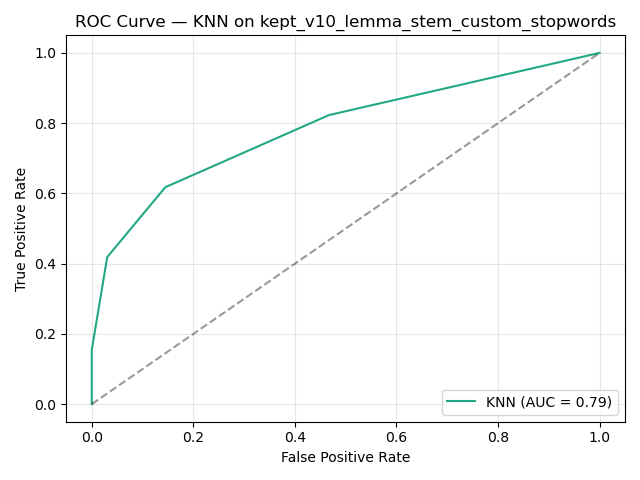 ROC Curve — KNN on kept_v10_lemma_stem_custom_stopwords
True Positive Rate
1.0
0.8
0.6
0.4
0.2
0.0
KNN (AUC = 0.79)
0.0 0.2 0.4 0.6 0.8 1.0
False Positive Rate